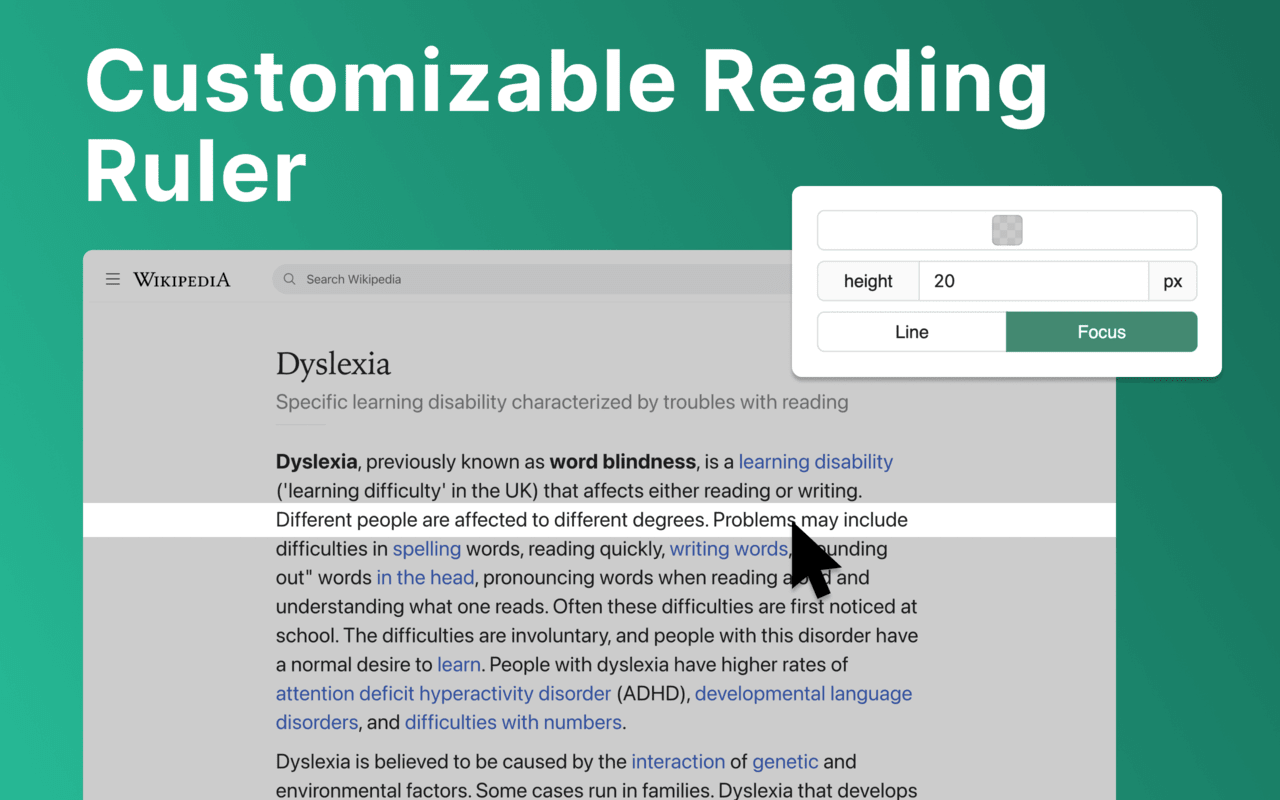 Customizable Reading
Ruler
height 20 px
Line Focus
WIKIPEDIA Search Wikipedia
Dyslexia
Specific learning disability characterized by troubles with reading
Dyslexia, previously known as word blindness, is a learning disability
('learning difficulty' in the UK) that affects either reading or writing.
Different people are affected to different degrees. Problems may include
difficulties in spelling words, reading quickly, writing words, ounding
out" words in the head, pronouncing words when reading and
understanding what one reads. Often these difficulties are first noticed at
school. The difficulties are involuntary, and people with this disorder have
a normal desire to learn. People with dyslexia have higher rates of
attention deficit hyperactivity disorder (ADHD), developmental language
disorders, and difficulties with numbers.
Dyslexia is believed to be caused by the interaction of genetic and
environmental factors. Some cases run in families. Dyslexia that develops